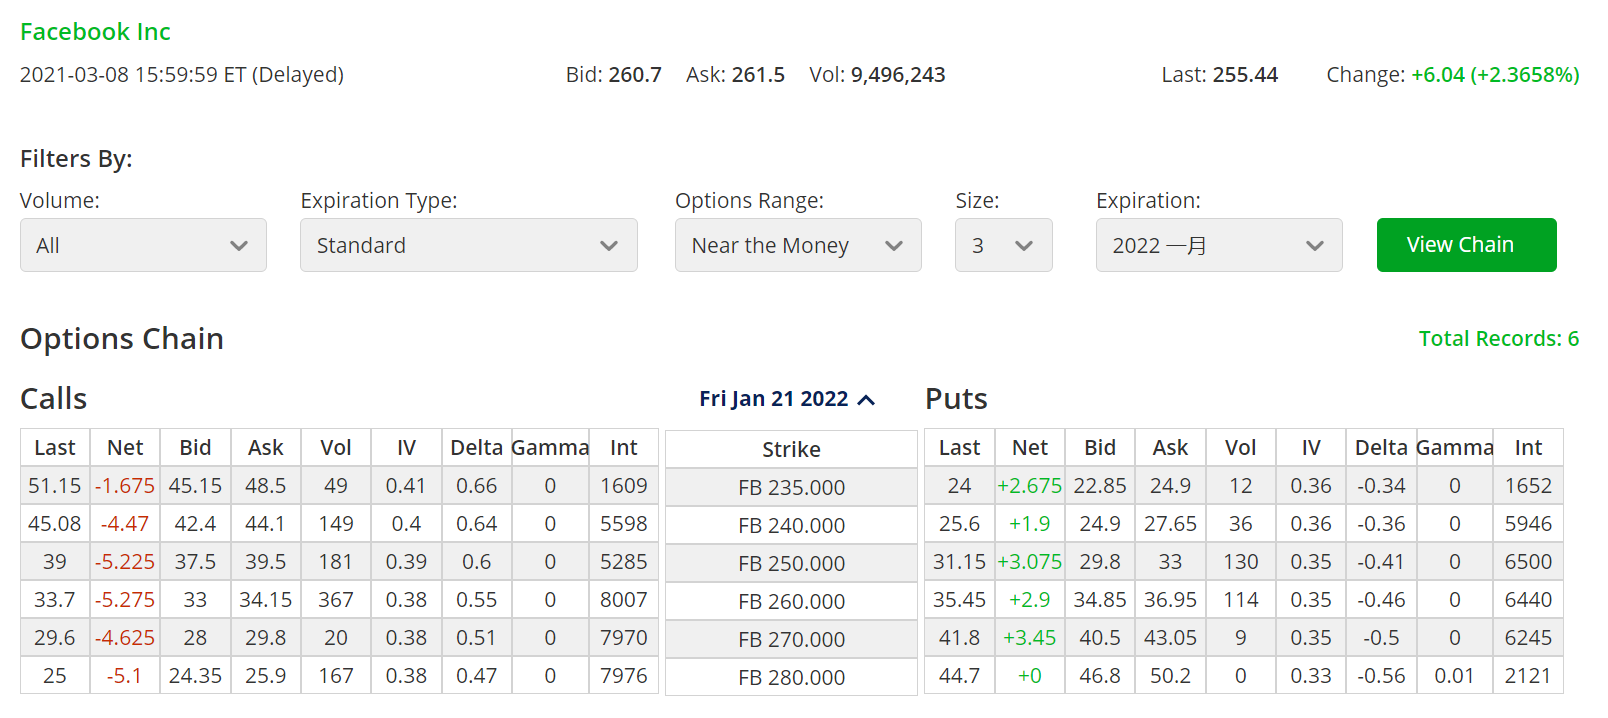 Facebook Inc
2021-03-08 15:59:59 ET (Delayed) Bid: 260.7 Ask: 261.5 Vol: 9,496,243 Last: 255.44 Change: +6.04 (+2.3658%)
Filters By:
Volume: Expiration Type: Options Range: Size: Expiration:
All Standard Near the Money 3 2022 一月 View Chain
Options Chain Total Records: 6
Calls Fri Jan 21 2022 Puts
Last Net Bid Ask Vol IV Delta Gamma Int Strike Last Net Bid Ask Vol IV Delta Gamma Int
51.15 -1.675 45.15 48.5 49 0.41 0.66 0 1609 FB 235.000 24 +2.675 22.85 24.9 12 0.36 -0.34 0 1652
45.08 -4.47 42.4 44.1 149 0.4 0.64 0 5598 FB 240.000 25.6 +1.9 24.9 27.65 36 0.36 -0.36 0 5946
39 -5.225 37.5 39.5 181 0.39 0.6 0 5285 FB 250.000 31.15 +3.075 29.8 33 130 0.35 -0.41 0 6500
33.7 -5.275 33 34.15 367 0.38 0.55 0 8007 FB 260.000 35.45 +2.9 34.85 36.95 114 0.35 -0.46 0 6440
29.6 -4.625 28 29.8 20 0.38 0.51 0 7970 FB 270.000 41.8 +3.45 40.5 43.05 9 0.35 -0.5 0 6245
25 -5.1 24.35 25.9 167 0.38 0.47 0 7976 FB 280.000 44.7 +0 46.8 50.2 0 0.33 -0.56 0.01 2121